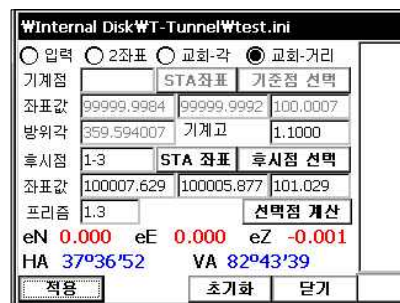 ₩Internal Disk₩T-Tunnel₩test.ini
입력 2좌표 교회-각 교회-거리
기계점 STA좌표 기준점 선택
좌표값 99999.9984 99999.9992 100.0007
방위각 359.594007 기계고 1.1000
후시점 1-3 STA 좌표 후시점 선택
좌표값 100007.629 100005.877 101.029
프리즘 1.3 선택점 계산
eN 0.000 eE 0.000 eZ -0.001
HA 37º36'52 VA 82º43'39
적용 초기화 닫기